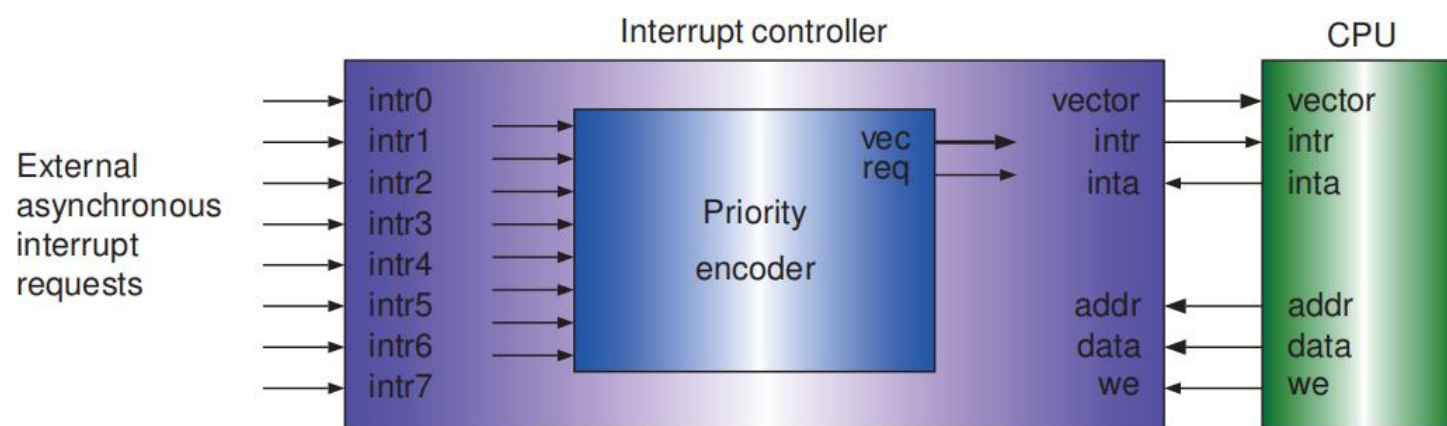 Interrupt controller
CPU
External
asynchronous
interrupt
requests
intr0
intr1
intr2
intr3
intr4
intr5
intr6
intr7
Priority
encoder
vec
req
vector
intr
inta
addr
data
we
vector
intr
inta
addr
data
we